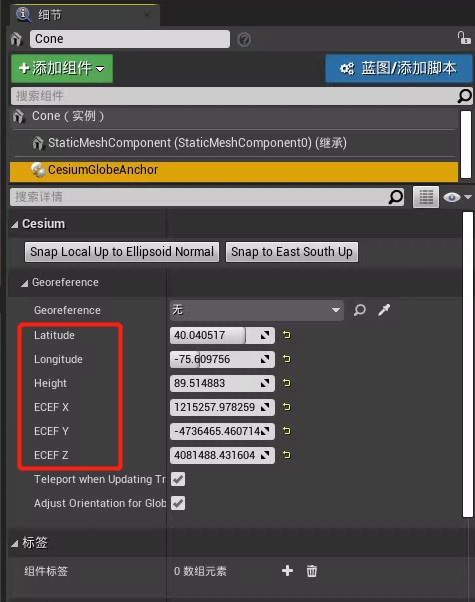 细节
Cone
+添加组件
蓝图/添加脚本
搜索组件
Cone（实例）
StaticMeshComponent (StaticMeshComponent0) (继承)
CesiumGlobeAnchor
搜索详情
Cesium
Snap Local Up to Ellipsoid Normal
Snap to East South Up
Georeference
Georeference 无
Latitude 40.040517
Longitude -75.609756
Height 89.514883
ECEF X 1215257.978259
ECEF Y -4736465.460714
ECEF Z 4081488.431604
Teleport when Updating Tr
Adjust Orientation for Glob
标签
组件标签 0 数组元素